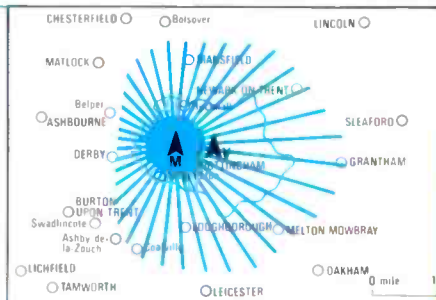 CHESTERFIELD
Bolsover
LINCOLN
MATLOCK
MANSFIELD
NEWARK ON TRENT
Belper
ASHBOURNE
SLEAFORD
DERBY
M
GRANTHAM
BURTON
UPON TRENT
Swadlincote
Ashby de-
la-Zouch
LOUGHBOROUGH
MELTON MOWBRAY
Coalville
LICHFIELD
TAMWORTH
LEICESTER
OAKHAM
0 mile 1